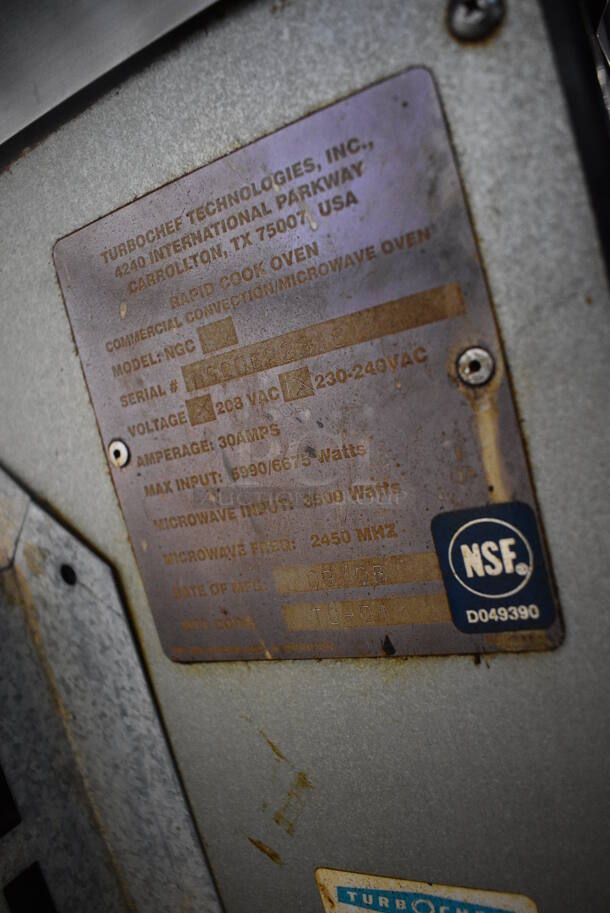 TURBOCHEF TECHNOLOGIES, INC.,
4240 INTERNATIONAL PARKWAY
CARROLLTON, TX 75007, USA
RAPID COOK OVEN
COMMERCIAL CONVECTION/MICROWAVE OVEN
MODEL: NGC
SERIAL #
VOLTAGE 208 VAC 230-240VAC
AMPERAGE: 30AMPS
MAX INPUT: 5990/6675 Watts
MICROWAVE INPUT: 3500 Watts
MICROWAVE FREQ: 2450 MHZ
DATE OF MFG:
MFG CODE:
NSF
D049390